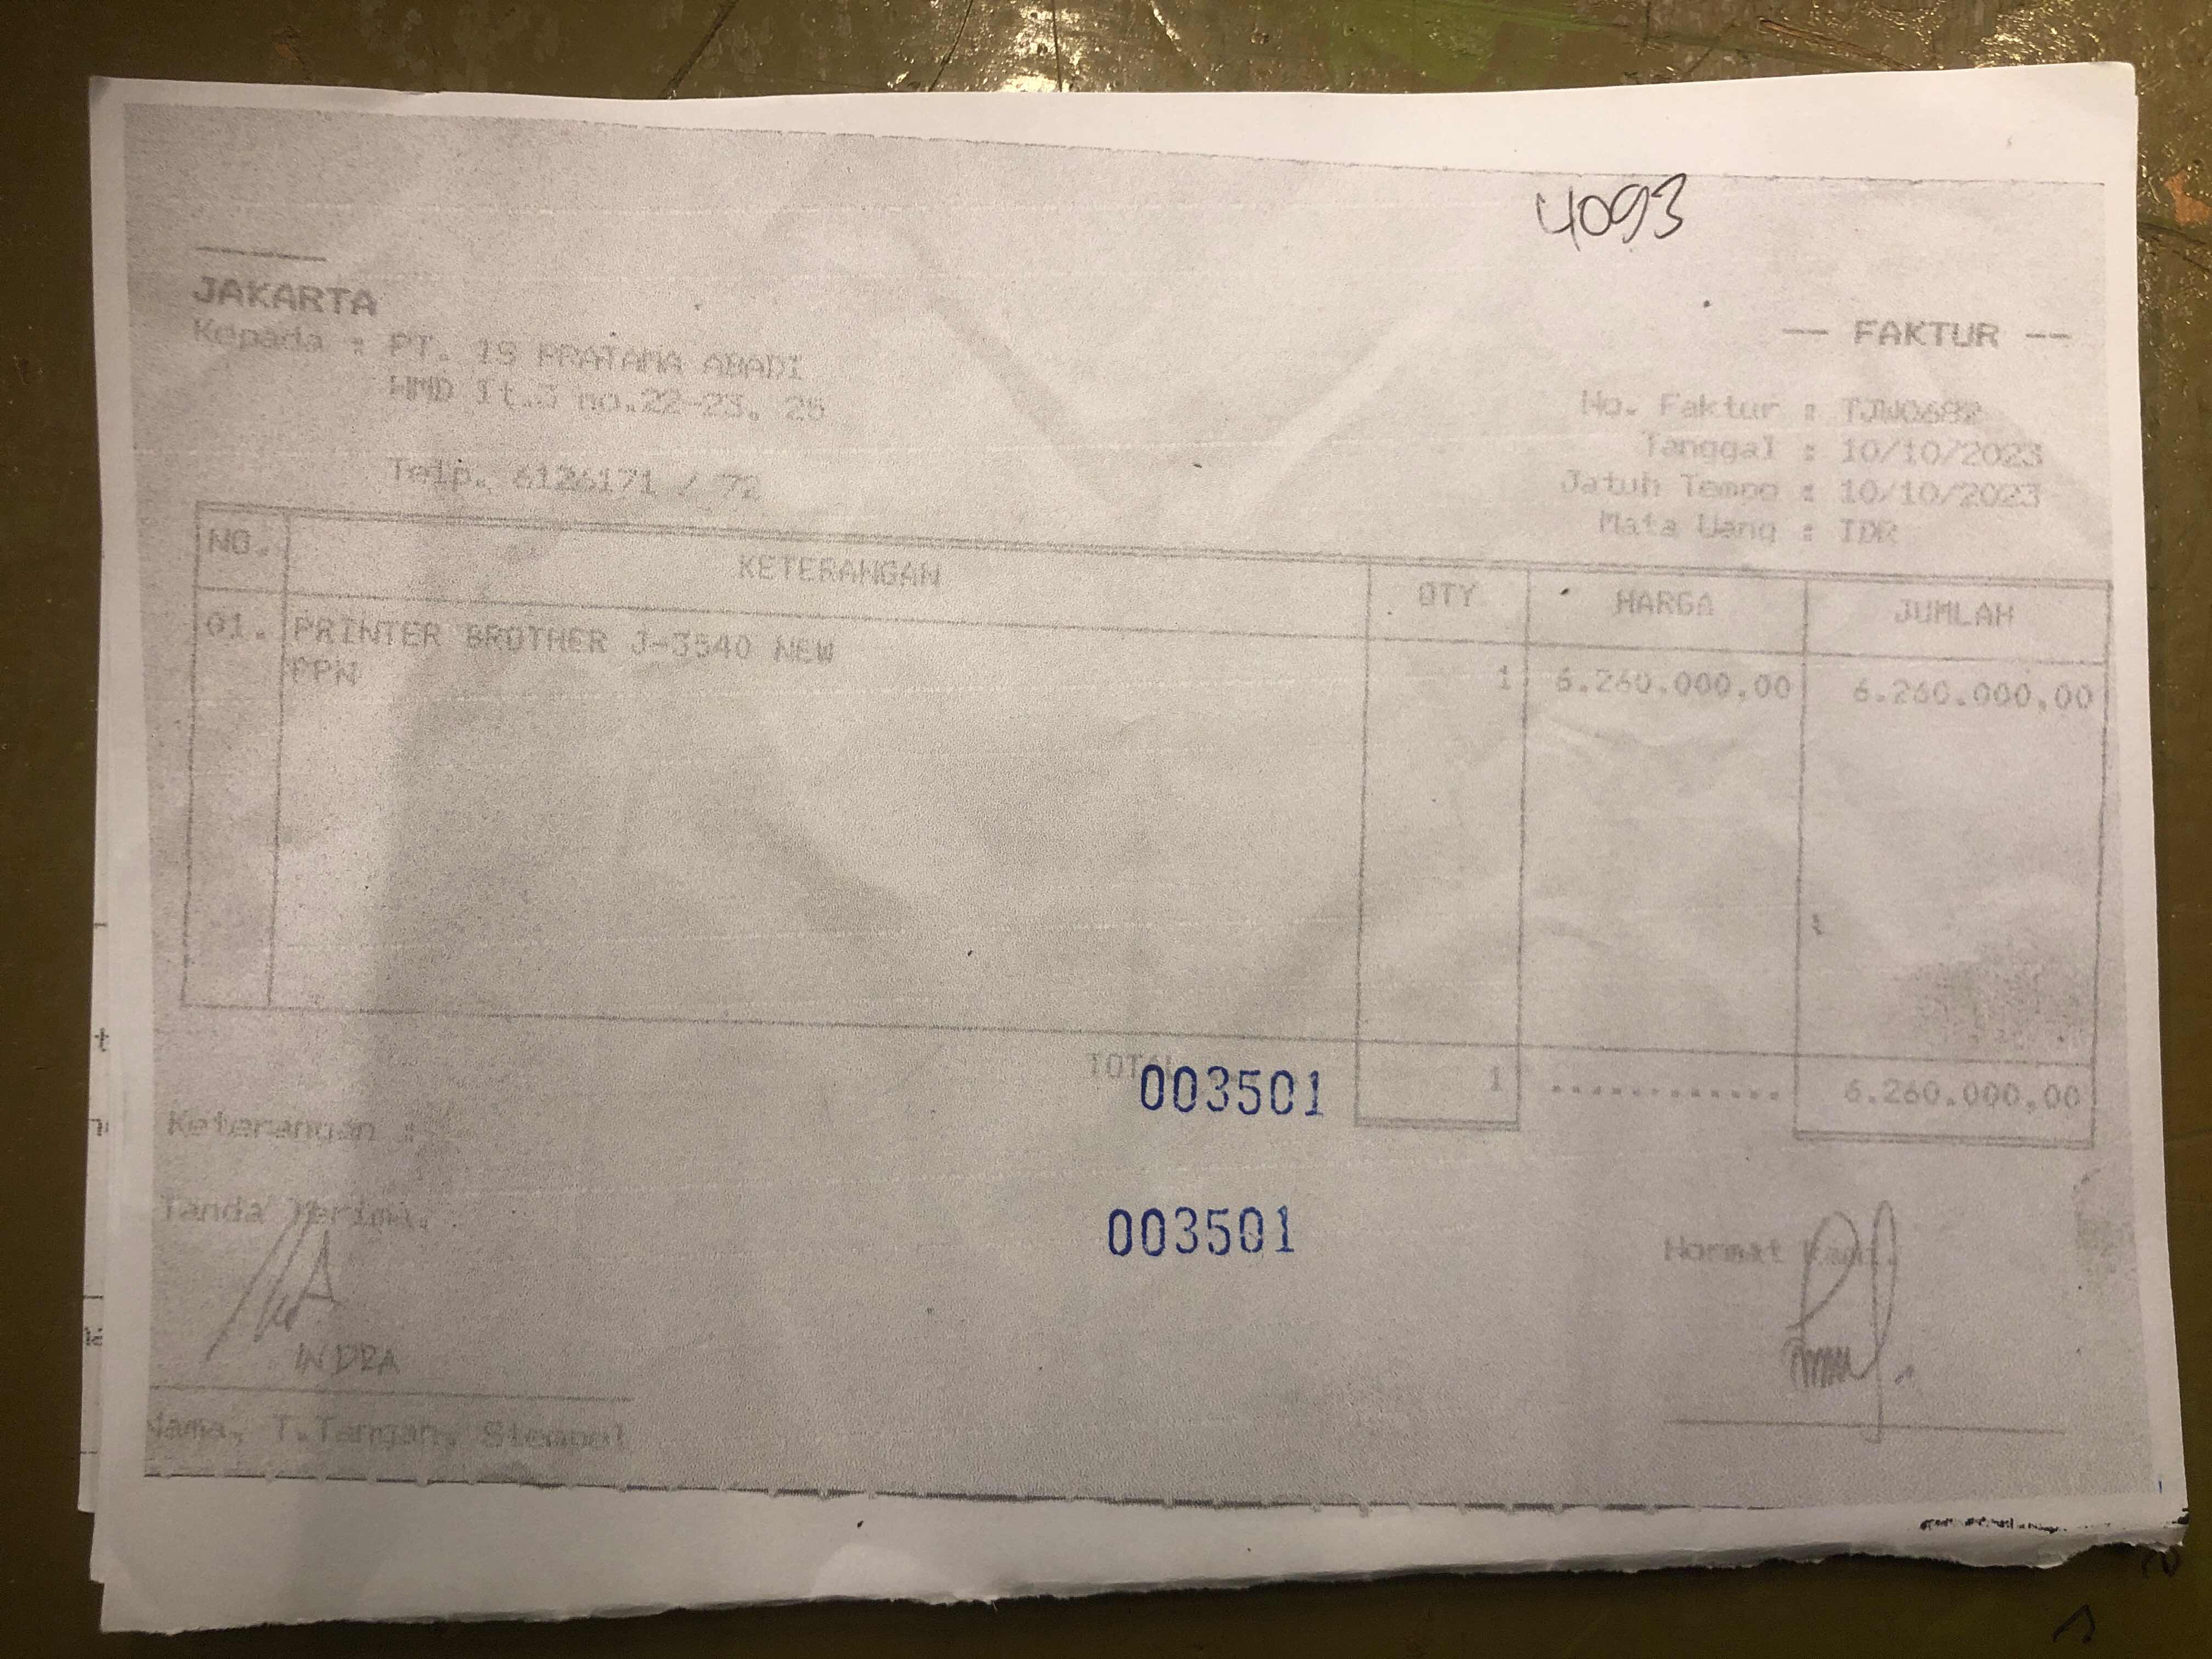 4093
JAKARTA
-- FAKTUR --
Kepada : PT. 19 PRATAMA ABADI
HMD lt.3 no.22-23, 25
Telp. 6126171 / 72
No. Faktur : TJW0682
Tanggal : 10/10/2023
Jatuh Tempo : 10/10/2023
Mata Uang : IDR
NO. KETERANGAN QTY HARGA JUMLAH
01. PRINTER BROTHER J-3540 NEW 1 6.260.000,00 6.260.000,00
PPN
TOTAL 1 ............ 6.260.000,00
003501
Keterangan :
Tanda Terima, Hormat Kami,
003501
INDRA
Nama, T.Tangan, Stempel